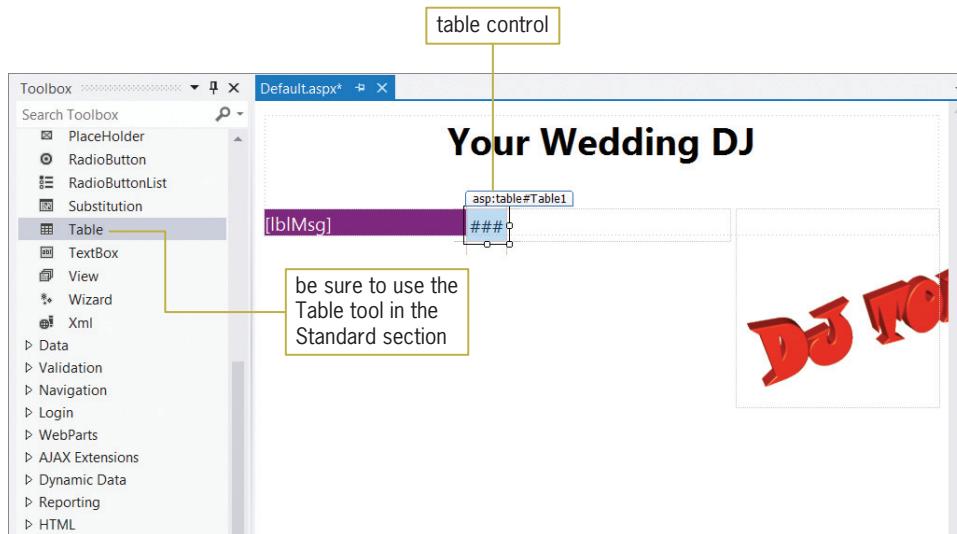 table control
Toolbox
Default.aspx*
Search Toolbox
PlaceHolder
RadioButton
RadioButtonList
Substitution
Table
TextBox
View
Wizard
Xml
Data
Validation
Navigation
Login
WebParts
AJAX Extensions
Dynamic Data
Reporting
HTML
Your Wedding DJ
asp:table#Table1
[lblMsg]
###
be sure to use the
Table tool in the
Standard section
DJ TO